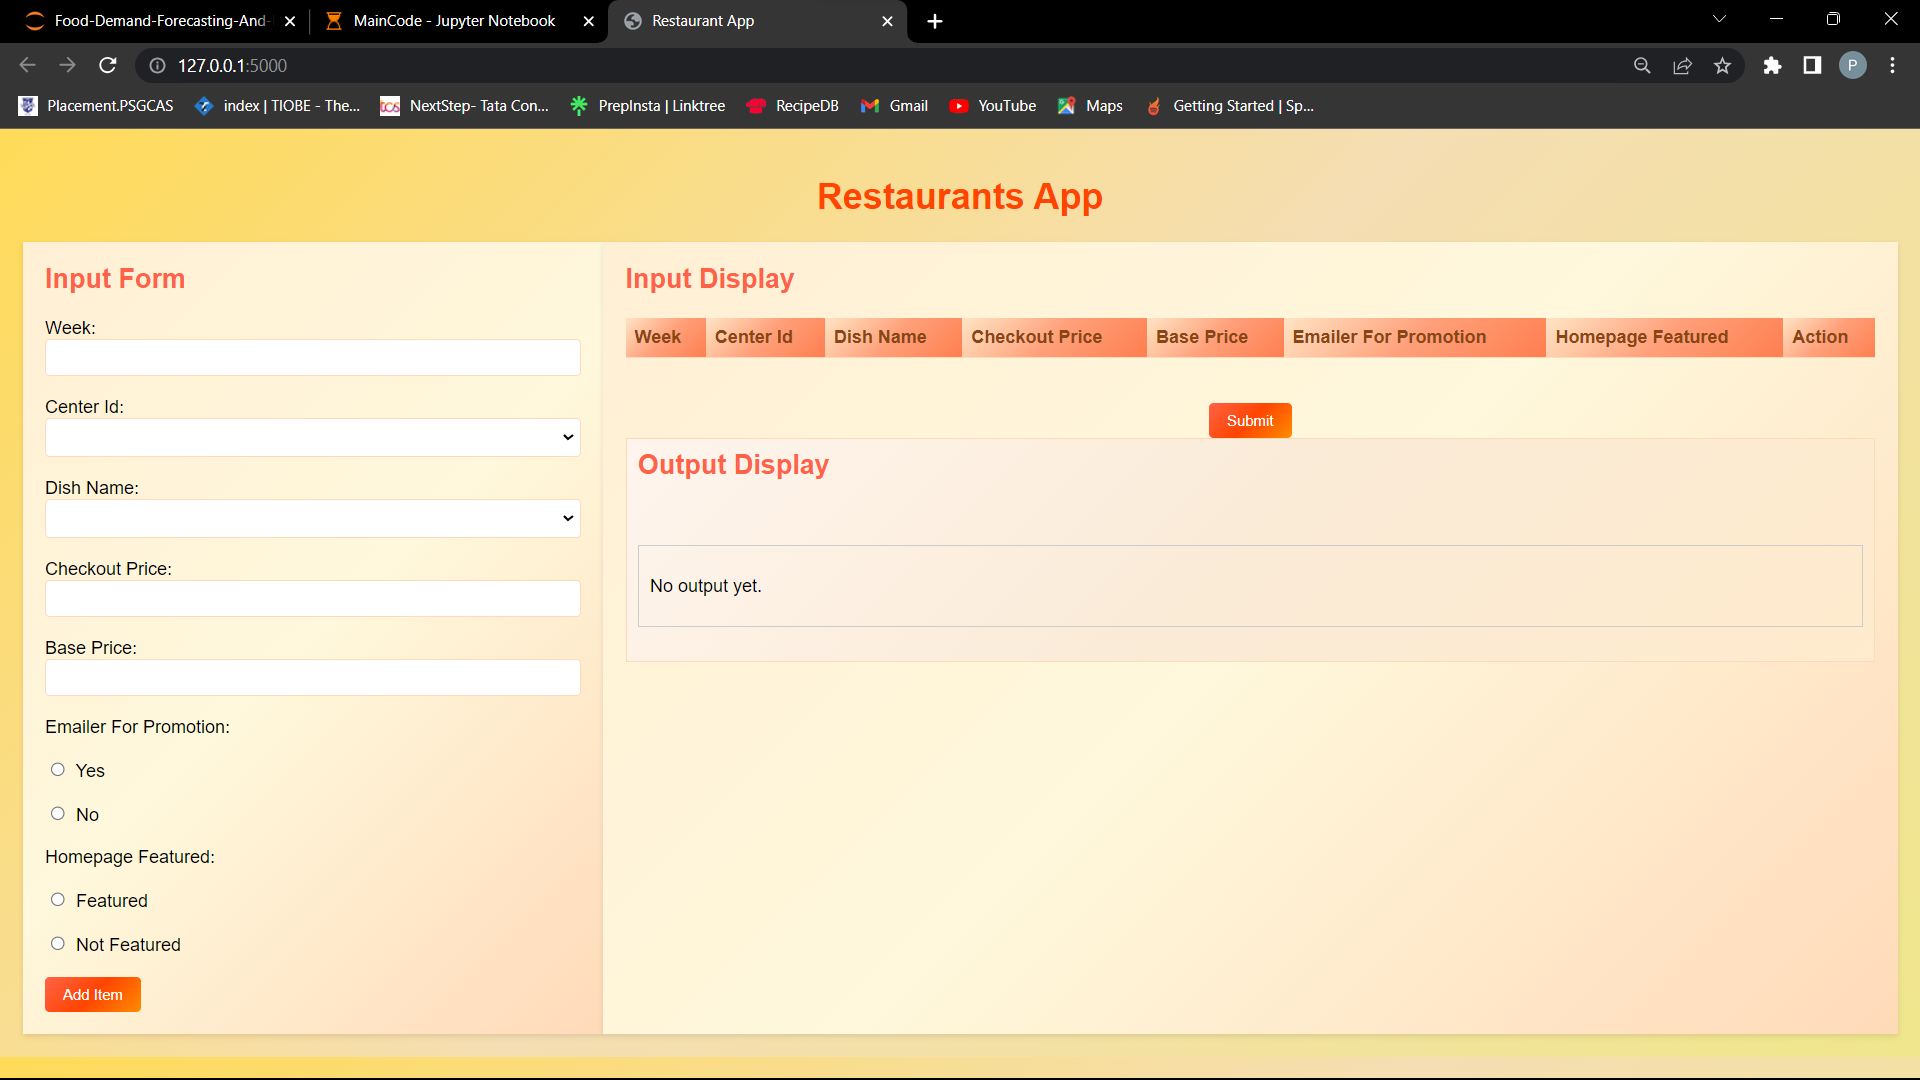 Food-Demand-Forecasting-And-
MainCode - Jupyter Notebook
Restaurant App
127.0.0.1:5000
P
Placement.PSGCAS
index | TIOBE - The...
tcs
NextStep- Tata Con...
PrepInsta | Linktree
RecipeDB
Gmail
YouTube
Maps
Getting Started | Sp...
Restaurants App
Input Form
Week:
Center Id:
Dish Name:
Checkout Price:
Base Price:
Emailer For Promotion:
Yes
No
Homepage Featured:
Featured
Not Featured
Add Item
Input Display
Week Center Id Dish Name Checkout Price Base Price Emailer For Promotion Homepage Featured Action
Submit
Output Display
No output yet.